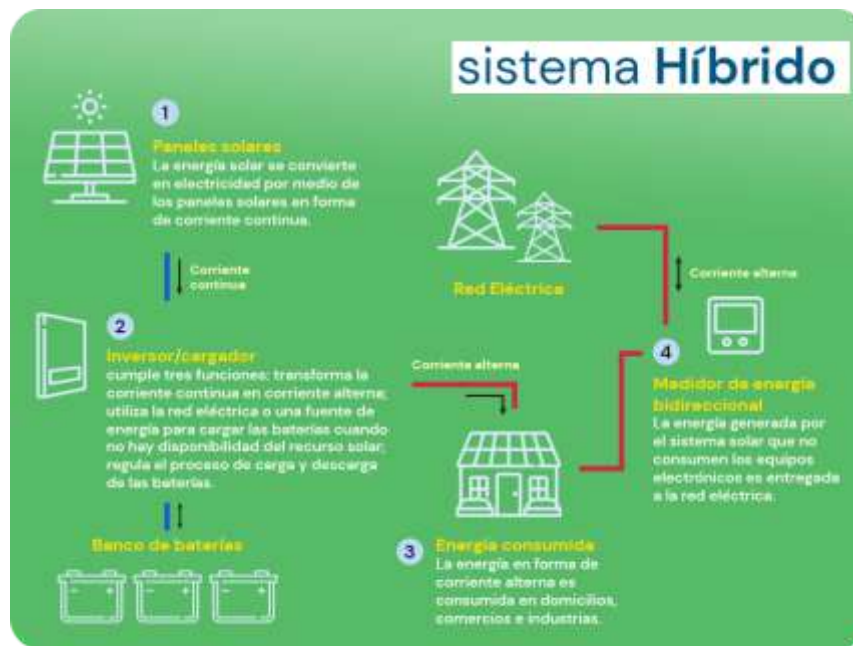 sistema Híbrido
1
Paneles solares
La energía solar se convierte
en electricidad por medio de
los paneles solares en forma
de corriente continua.
Corriente
continua
2
Inversor/cargador
cumple tres funciones: transforma la
corriente continua en corriente alterna;
utiliza la red eléctrica o una fuente de
energía para cargar las baterías cuando
no hay disponibilidad del recurso solar;
regula el proceso de carga y descarga
de las baterías.
Banco de baterías
Red Eléctrica
Corriente alterna
Corriente alterna
3
Energía consumida
La energía en forma de
corriente alterna es
consumida en domicilios,
comercios e industrias.
4
Medidor de energía
bidireccional
La energía generada por
el sistema solar que no
consumen los equipos
electrónicos es entregada
a la red eléctrica.